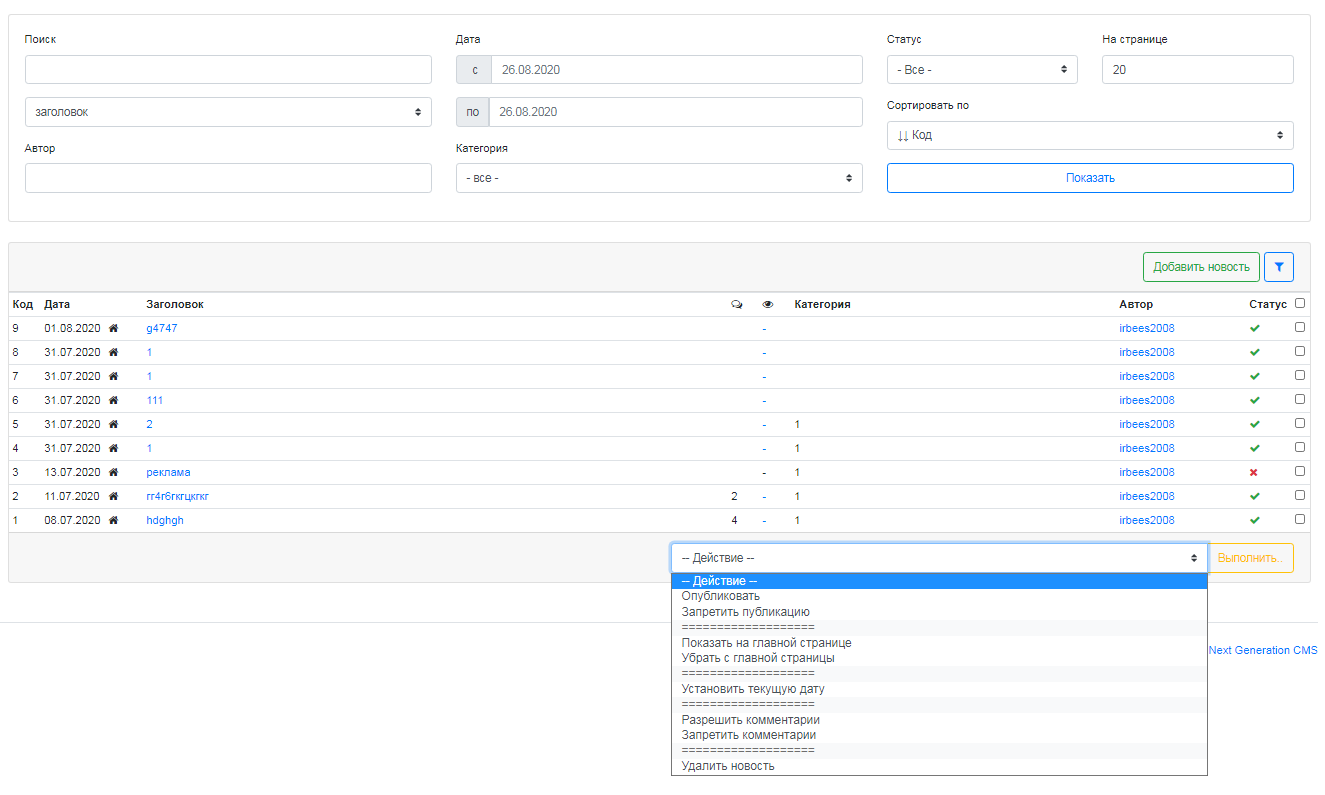 Поиск
Дата
Статус
На странице
с 26.08.2020
- Все -
20
заголовок
по 26.08.2020
Сортировать по
↓↓ Код
Автор
Категория
- все -
Показать
Добавить новость
Код Дата Заголовок Категория Автор Статус
9 01.08.2020 g4747 - irbees2008
8 31.07.2020 1 - irbees2008
7 31.07.2020 1 - irbees2008
6 31.07.2020 111 - irbees2008
5 31.07.2020 2 - 1 irbees2008
4 31.07.2020 1 - 1 irbees2008
3 13.07.2020 реклама - 1 irbees2008
2 11.07.2020 гг4г6гкгцкгкг 2 - 1 irbees2008
1 08.07.2020 hdghgh 4 - 1 irbees2008
-- Действие --
Выполнить..
-- Действие --
Опубликовать
Запретить публикацию
===================
Показать на главной странице
Убрать с главной страницы
===================
Установить текущую дату
===================
Разрешить комментарии
Запретить комментарии
===================
Удалить новость
Next Generation CMS